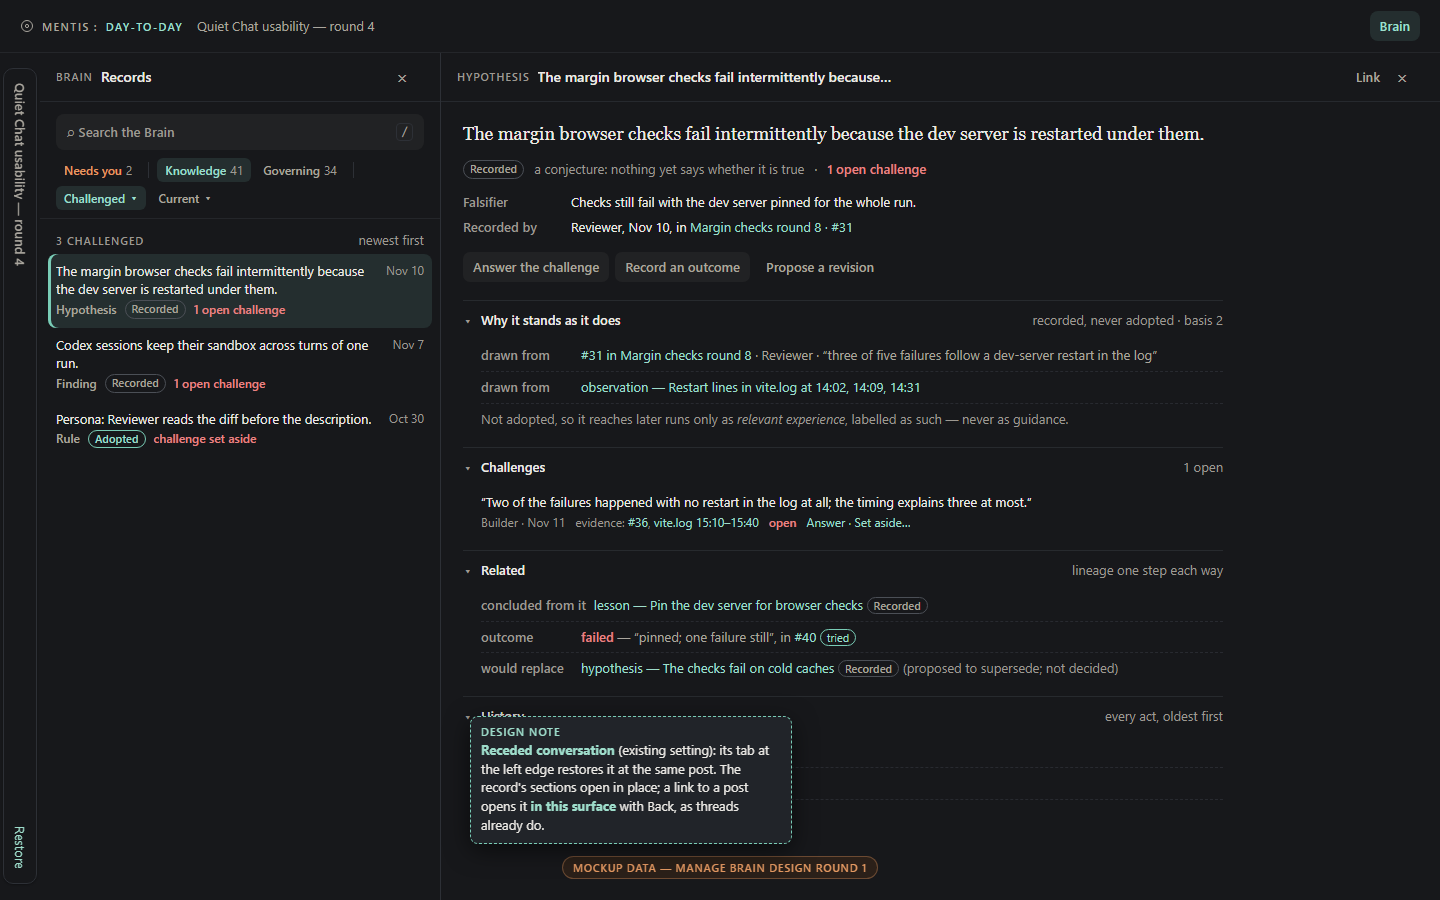 MENTIS : DAY-TO-DAY Quiet Chat usability — round 4
Brain
Quiet Chat usability — round 4
Restore
BRAIN Records ×
Search the Brain /
Needs you 2 Knowledge 41 Governing 34
Challenged ▾ Current ▾
3 CHALLENGED newest first
The margin browser checks fail intermittently because Nov 10
the dev server is restarted under them.
Hypothesis Recorded 1 open challenge
Codex sessions keep their sandbox across turns of one Nov 7
run.
Finding Recorded 1 open challenge
Persona: Reviewer reads the diff before the description. Oct 30
Rule Adopted challenge set aside
HYPOTHESIS The margin browser checks fail intermittently because... Link ×
The margin browser checks fail intermittently because the dev server is restarted under them.
Recorded a conjecture: nothing yet says whether it is true · 1 open challenge
Falsifier Checks still fail with the dev server pinned for the whole run.
Recorded by Reviewer, Nov 10, in Margin checks round 8 · #31
Answer the challenge Record an outcome Propose a revision
▾ Why it stands as it does recorded, never adopted · basis 2
drawn from #31 in Margin checks round 8 · Reviewer · “three of five failures follow a dev-server restart in the log”
drawn from observation — Restart lines in vite.log at 14:02, 14:09, 14:31
Not adopted, so it reaches later runs only as relevant experience, labelled as such — never as guidance.
▾ Challenges 1 open
“Two of the failures happened with no restart in the log at all; the timing explains three at most.”
Builder · Nov 11 evidence: #36, vite.log 15:10–15:40 open Answer · Set aside...
▾ Related lineage one step each way
concluded from it lesson — Pin the dev server for browser checks Recorded
outcome failed — “pinned; one failure still”, in #40 tried
would replace hypothesis — The checks fail on cold caches Recorded (proposed to supersede; not decided)
▾ History every act, oldest first
DESIGN NOTE
Receded conversation (existing setting): its tab at
the left edge restores it at the same post. The
record's sections open in place; a link to a post
opens it in this surface with Back, as threads
already do.
MOCKUP DATA — MANAGE BRAIN DESIGN ROUND 1